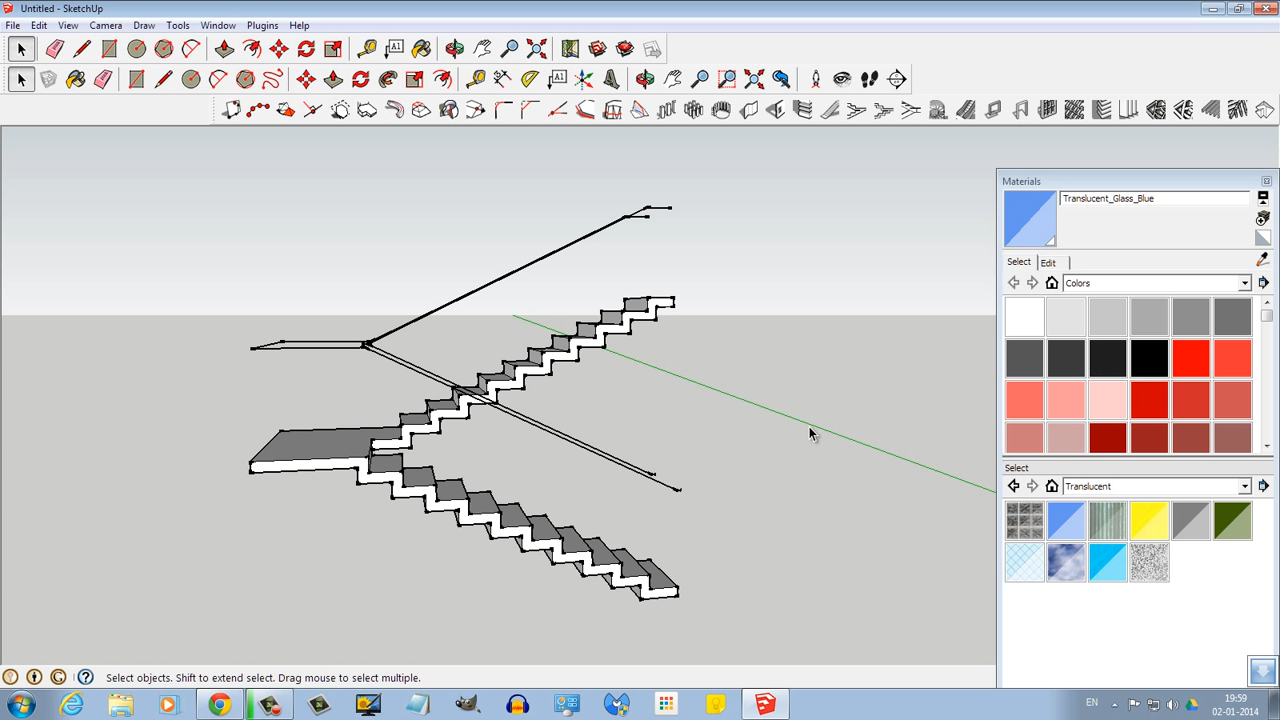 Untitled - SketchUp
File Edit View Camera Draw Tools Window Plugins Help
Materials
Translucent_Glass_Blue
Select Edit
Colors
Select
Translucent
Select objects. Shift to extend select. Drag mouse to select multiple.
EN
19:59
02-01-2014